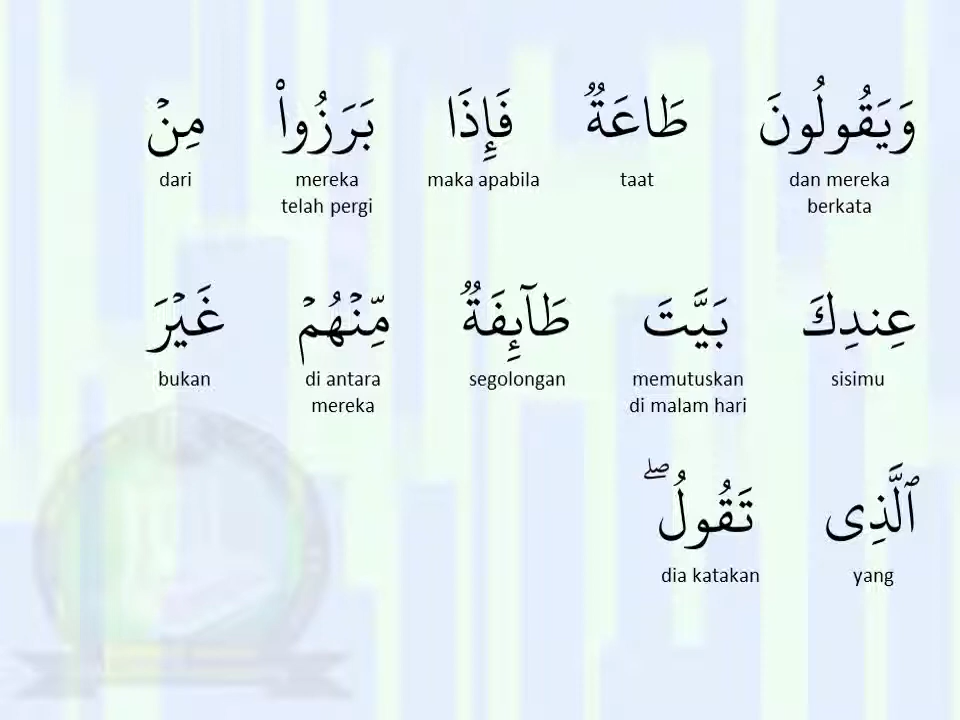 وَيَقُولُونَ طَاعَةٌۭ فَإِذَا بَرَزُوا۟ مِنْ
dan mereka berkata taat maka apabila mereka telah pergi dari
عِندِكَ بَيَّتَ طَآئِفَةٌۭ مِّنْهُمْ غَيْرَ
sisimu memutuskan di malam hari segolongan di antara mereka bukan
ٱلَّذِى تَقُولُ ۖ
yang dia katakan